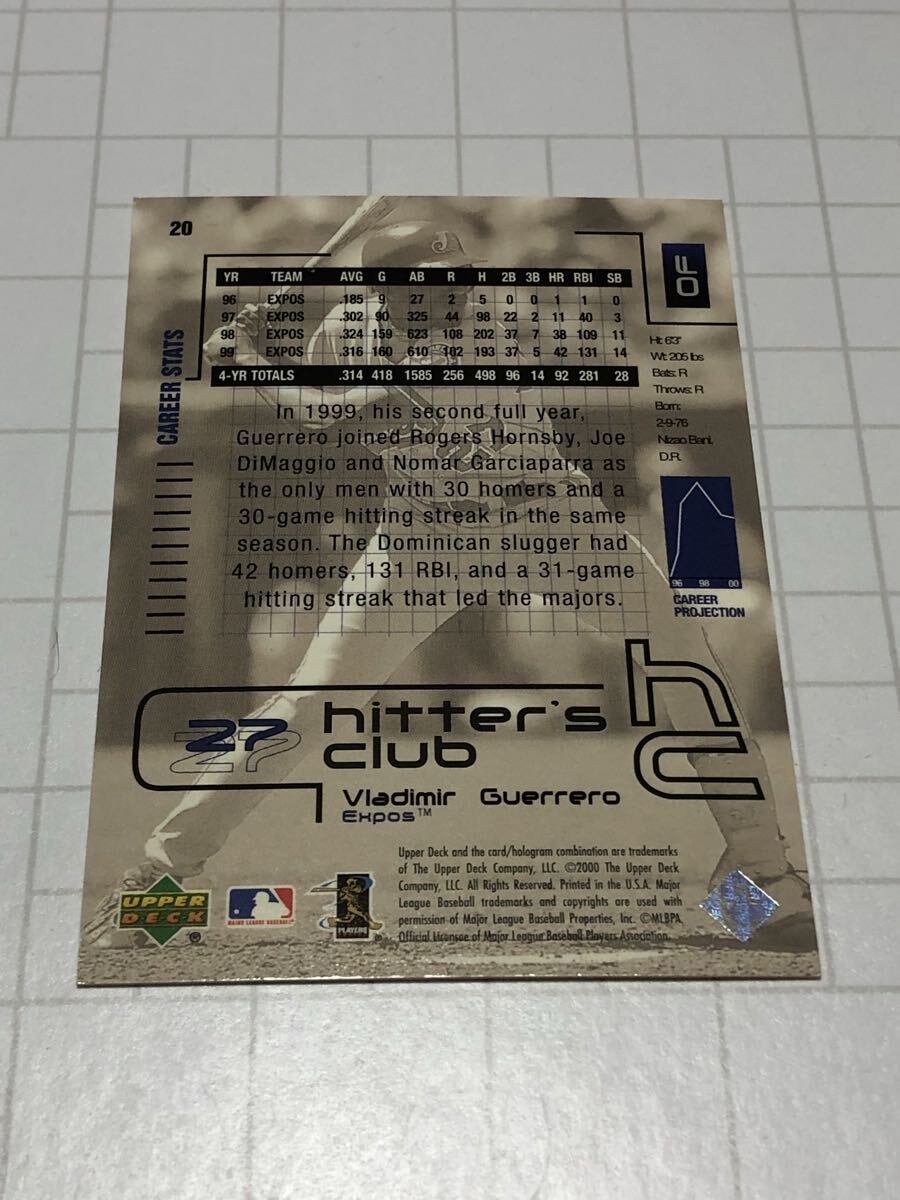 20
CAREER STATS
YR TEAM AVG G AB R H 2B 3B HR RBI SB
96 EXPOS .185 9 27 2 5 0 0 1 1 0
97 EXPOS .302 90 325 44 98 22 2 11 40 3
98 EXPOS .324 159 623 108 202 37 7 38 109 11
99 EXPOS .316 160 610 102 193 37 5 42 131 14
4-YR TOTALS .314 418 1585 256 498 96 14 92 281 28
OF
Ht: 6'3"
Wt: 205 lbs
Bats: R
Throws: R
Born:
2-9-76
Nizao Bani,
D.R.
In 1999, his second full year,
Guerrero joined Rogers Hornsby, Joe
DiMaggio and Nomar Garciaparra as
the only men with 30 homers and a
30-game hitting streak in the same
season. The Dominican slugger had
42 homers, 131 RBI, and a 31-game
hitting streak that led the majors.
96 98 00
CAREER
PROJECTION
hc
27
hitter's
club
Vladimir Guerrero
Expos™
Upper Deck and the card/hologram combination are trademarks
of The Upper Deck Company, LLC. ©2000 The Upper Deck
Company, LLC. All Rights Reserved. Printed in the U.S.A. Major
League Baseball trademarks and copyrights are used with
permission of Major League Baseball Properties, Inc. ©MLBPA
Official Licensee of Major League Baseball Players Association.
UPPER
DECK
®
MAJOR LEAGUE BASEBALL
PLAYERS